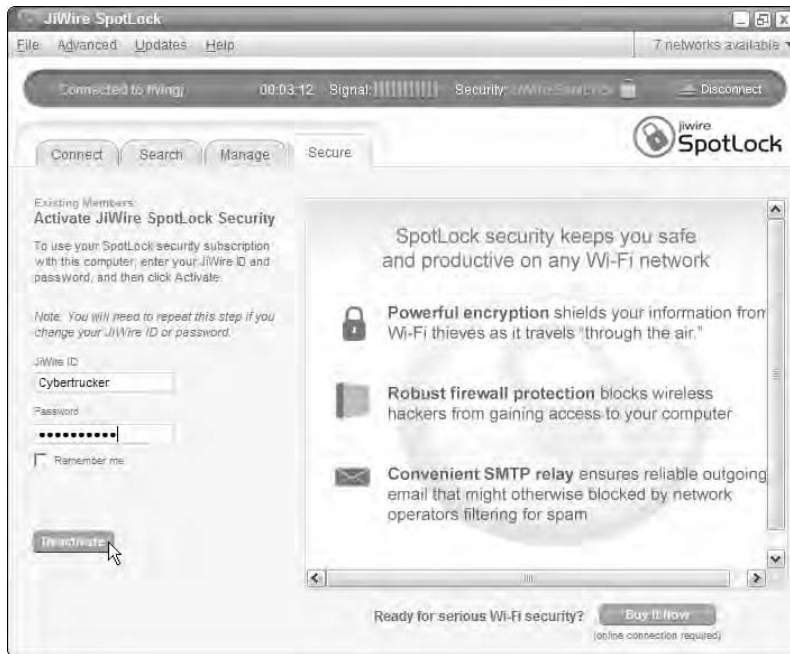 JiWire SpotLock
File Advanced Updates Help
7 networks available
Connected to
00:03:12 Signal: Security: JiWire SpotLock Disconnect
Connect Search Manage Secure
jiwire
SpotLock
Existing Members:
Activate JiWire SpotLock Security
To use your SpotLock security subscription
with this computer, enter your JiWire ID and
password, and then click Activate.
Note: You will need to repeat this step if you
change your JiWire ID or password.
JiWire ID
Cybertrucker
Password
••••••••••
Remember me
SpotLock security keeps you safe
and productive on any Wi-Fi network
Powerful encryption shields your information from
Wi-Fi thieves as it travels "through the air."
Robust firewall protection blocks wireless
hackers from gaining access to your computer
Convenient SMTP relay ensures reliable outgoing
email that might otherwise blocked by network
operators filtering for spam
Ready for serious Wi-Fi security? Buy It Now
(online connection required)